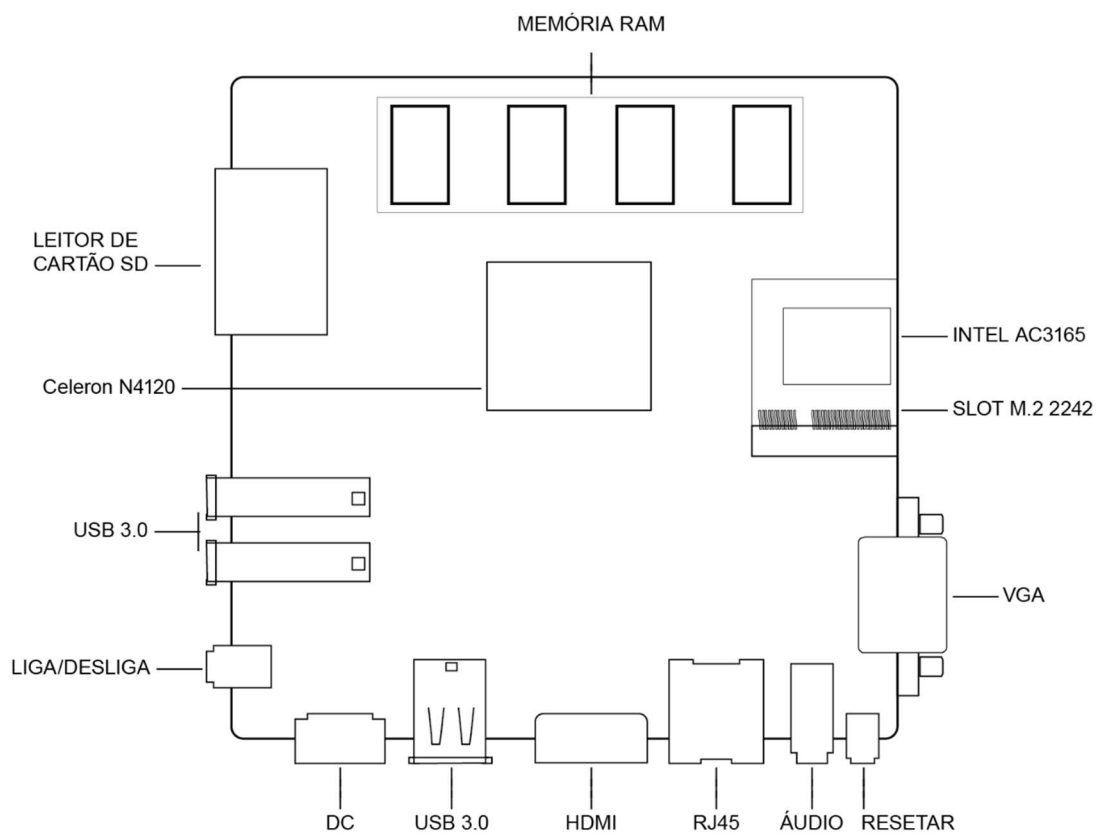 MEMÓRIA RAM
LEITOR DE
CARTÃO SD
INTEL AC3165
Celeron N4120
SLOT M.2 2242
USB 3.0
VGA
LIGA/DESLIGA
DC
USB 3.0
HDMI
RJ45
ÁUDIO
RESETAR